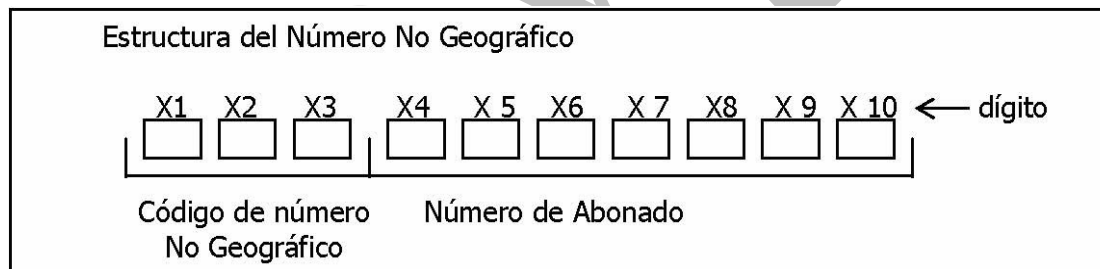 Estructura del Número No Geográfico
X1 X2 X3 X4 X 5 X6 X 7 X8 X 9 X 10 dígito
Código de número Número de Abonado
No Geográfico